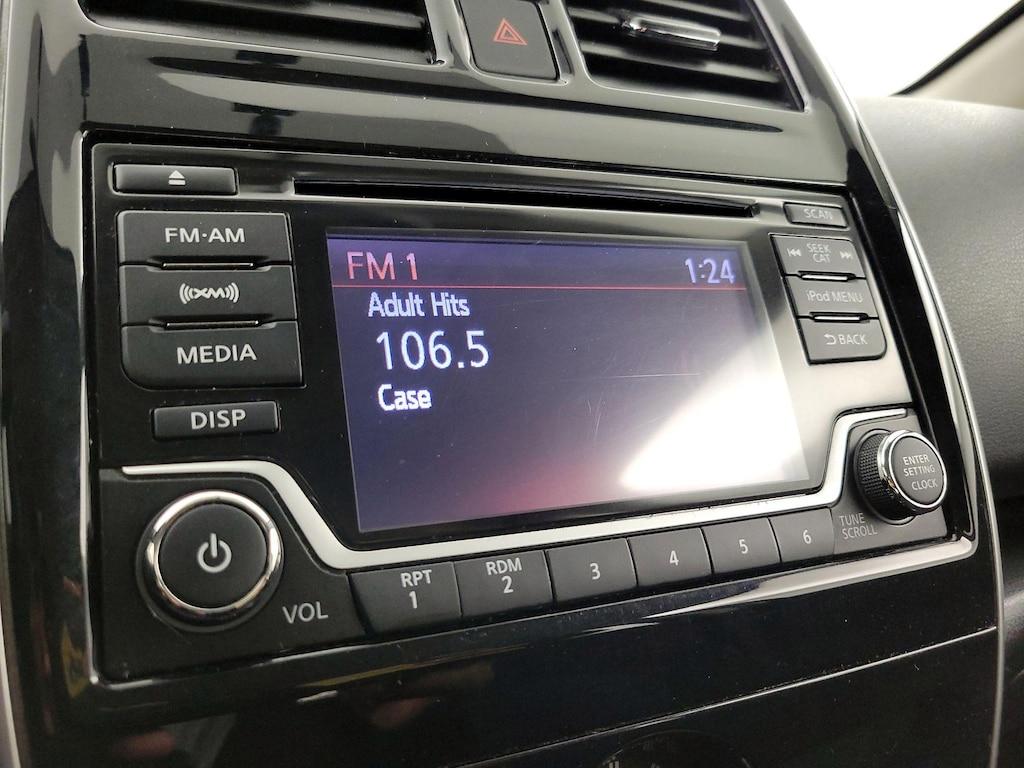 SCAN
FM·AM
SEEK
CAT
FM 1
1:24
(((XM)))
iPod MENU
Adult Hits
MEDIA
106.5
BACK
Case
DISP
ENTER
SETTING
CLOCK
TUNE
SCROLL
VOL
RPT
1
RDM
2
3
4
5
6